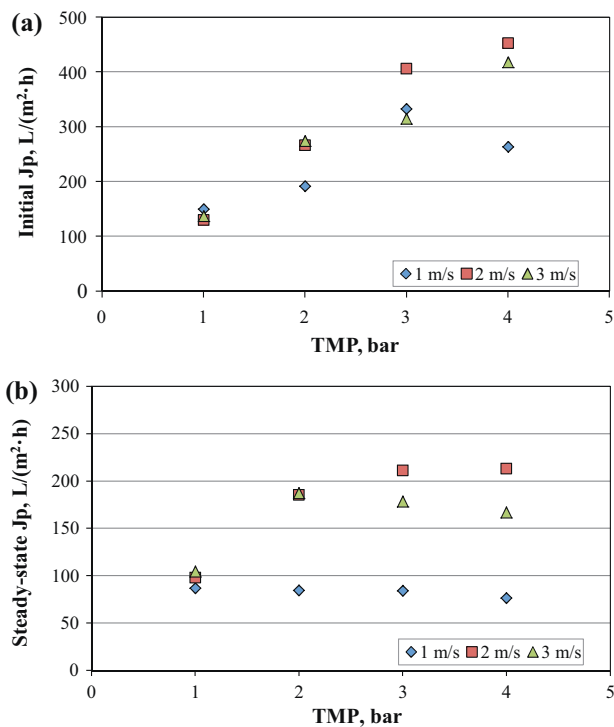 (a)
Initial Jp, L/(m²·h)
500
400
300
200
100
0
0 1 2 3 4 5
TMP, bar
1 m/s 2 m/s 3 m/s
(b)
Steady-state Jp, L/(m²·h)
300
250
200
150
100
50
0
0 1 2 3 4 5
TMP, bar
1 m/s 2 m/s 3 m/s